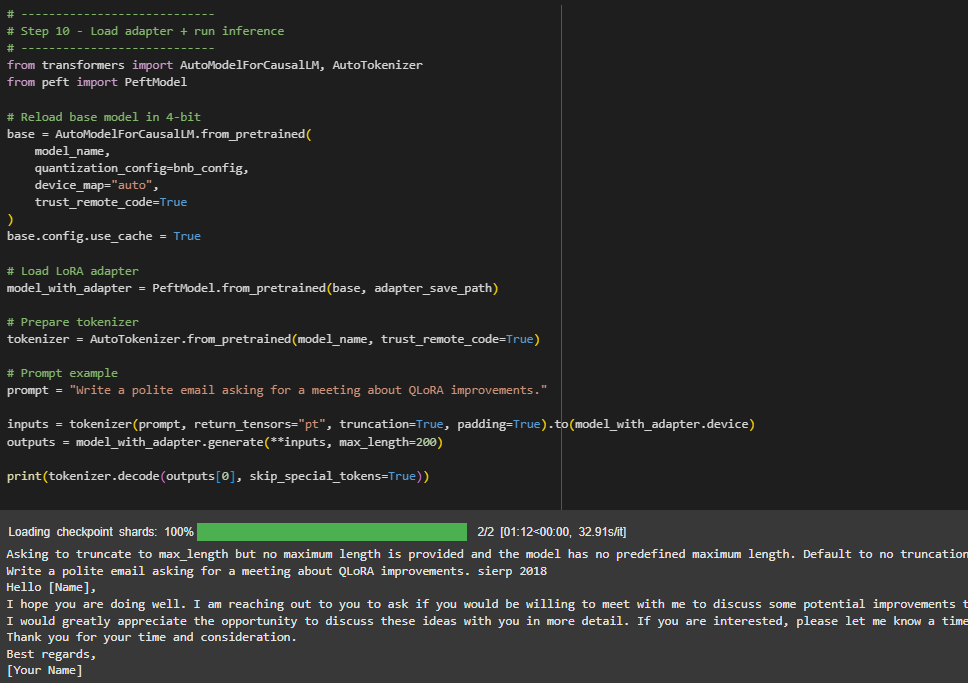 # ----------------------------
# Step 10 - Load adapter + run inference
# ----------------------------
from transformers import AutoModelForCausalLM, AutoTokenizer
from peft import PeftModel

# Reload base model in 4-bit
base = AutoModelForCausalLM.from_pretrained(
    model_name,
    quantization_config=bnb_config,
    device_map="auto",
    trust_remote_code=True
)
base.config.use_cache = True

# Load LoRA adapter
model_with_adapter = PeftModel.from_pretrained(base, adapter_save_path)

# Prepare tokenizer
tokenizer = AutoTokenizer.from_pretrained(model_name, trust_remote_code=True)

# Prompt example
prompt = "Write a polite email asking for a meeting about QLoRA improvements."

inputs = tokenizer(prompt, return_tensors="pt", truncation=True, padding=True).to(model_with_adapter.device)
outputs = model_with_adapter.generate(**inputs, max_length=200)

print(tokenizer.decode(outputs[0], skip_special_tokens=True))

Loading checkpoint shards: 100% 2/2 [01:12<00:00, 32.91s/it]
Asking to truncate to max_length but no maximum length is provided and the model has no predefined maximum length. Default to no truncation
Write a polite email asking for a meeting about QLoRA improvements. sierp 2018
Hello [Name],
I hope you are doing well. I am reaching out to you to ask if you would be willing to meet with me to discuss some potential improvements t
I would greatly appreciate the opportunity to discuss these ideas with you in more detail. If you are interested, please let me know a time
Thank you for your time and consideration.
Best regards,
[Your Name]